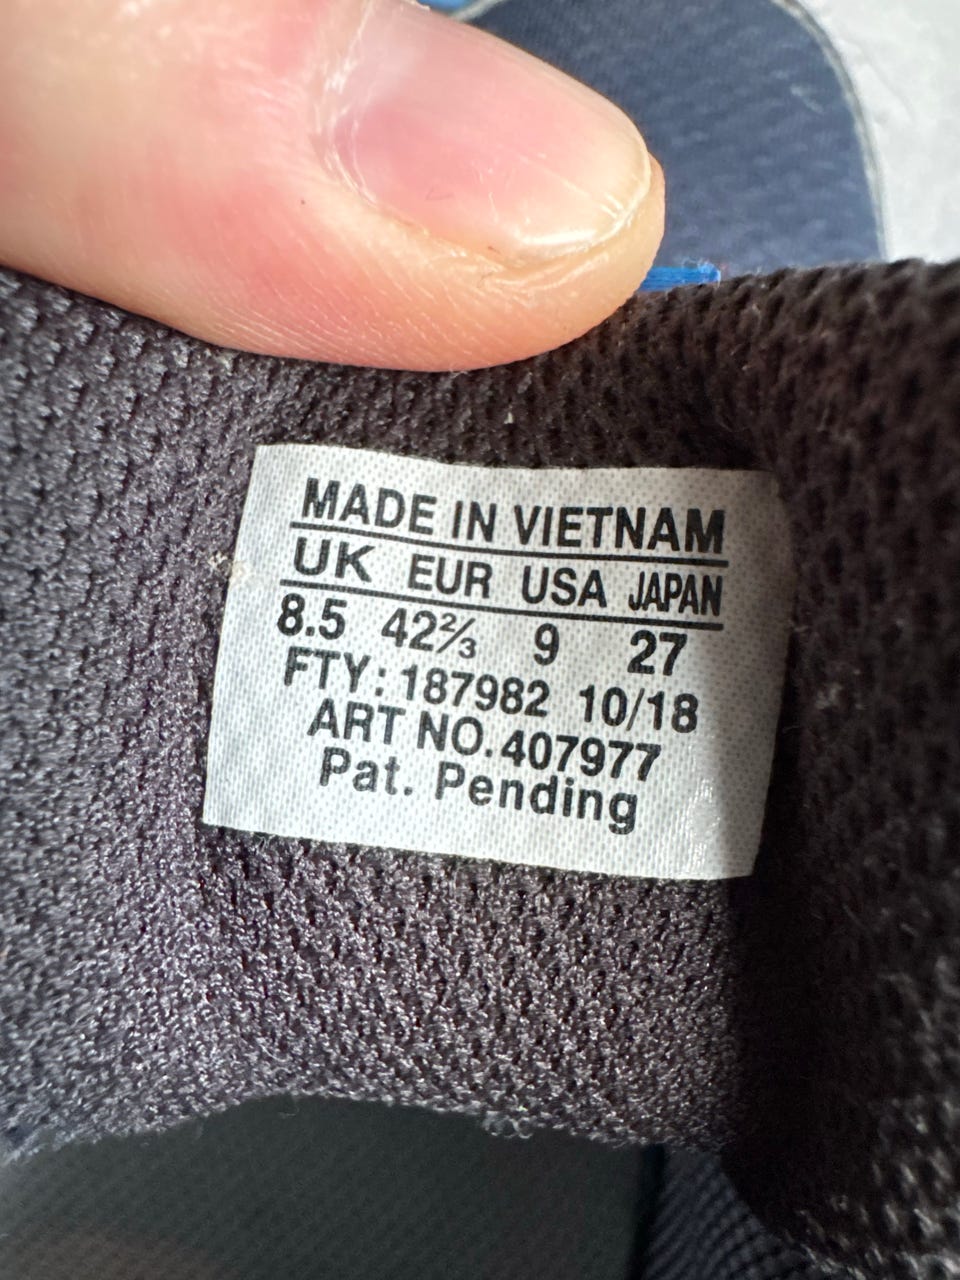 MADE IN VIETNAM
UK EUR USA JAPAN
8.5 42⅔ 9 27
FTY: 187982 10/18
ART NO. 407977
Pat. Pending